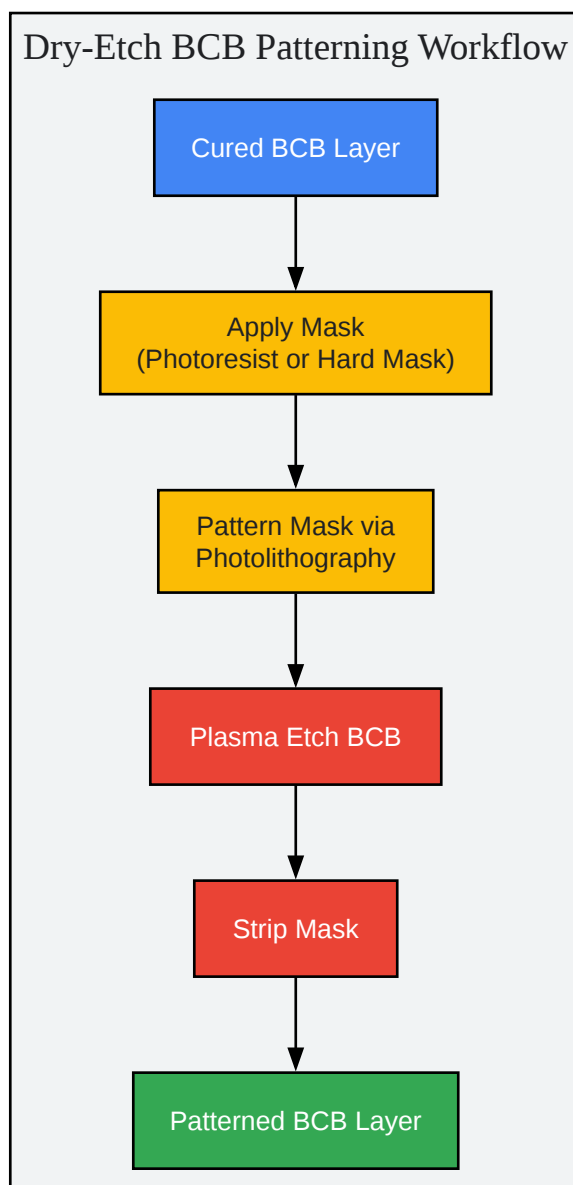 Dry-Etch BCB Patterning Workflow
Cured BCB Layer
Apply Mask
(Photoresist or Hard Mask)
Pattern Mask via
Photolithography
Plasma Etch BCB
Strip Mask
Patterned BCB Layer